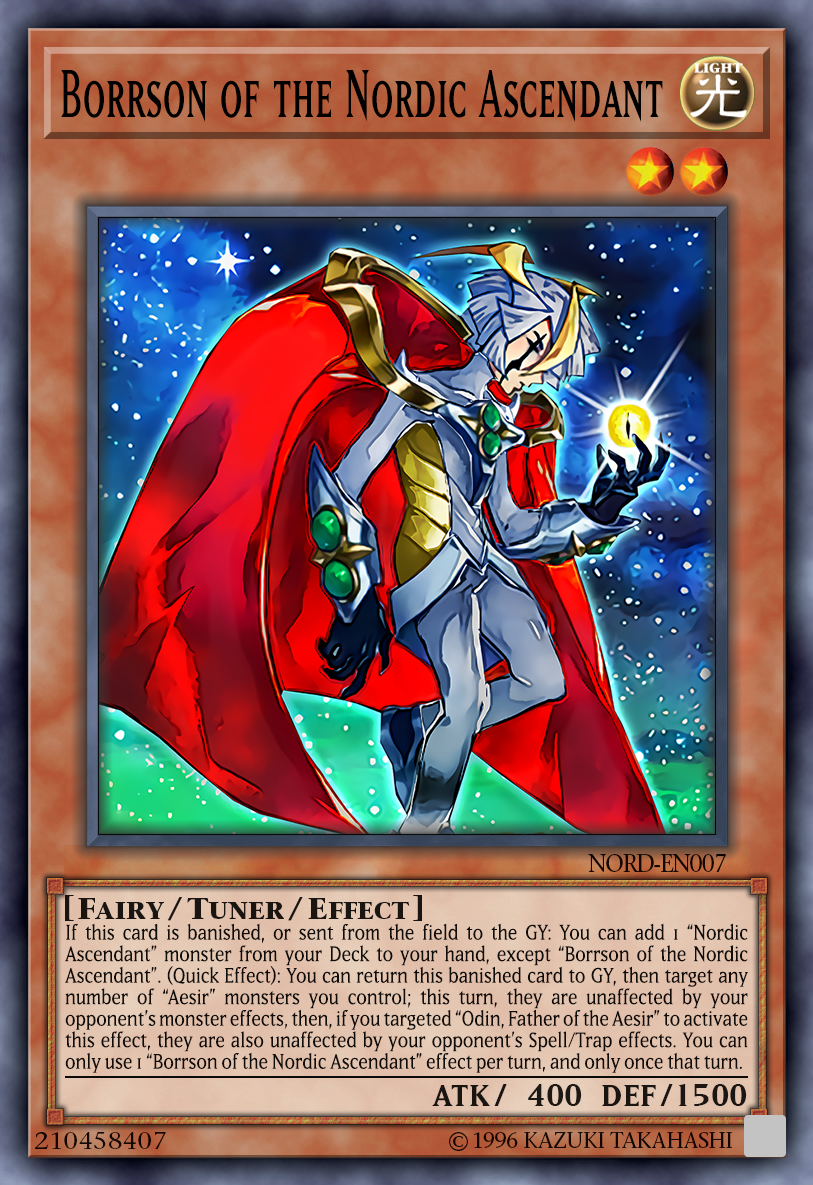 Borrson of the Nordic Ascendant
LIGHT
光
NORD-EN007
[Fairy/Tuner/Effect]
If this card is banished, or sent from the field to the GY: You can add 1 “Nordic
Ascendant” monster from your Deck to your hand, except “Borrson of the Nordic
Ascendant”. (Quick Effect): You can return this banished card to GY, then target any
number of “Aesir” monsters you control; this turn, they are unaffected by your
opponent’s monster effects, then, if you targeted “Odin, Father of the Aesir” to activate
this effect, they are also unaffected by your opponent’s Spell/Trap effects. You can
only use 1 “Borrson of the Nordic Ascendant” effect per turn, and only once that turn.
ATK/ 400 DEF/1500
210458407 © 1996 KAZUKI TAKAHASHI